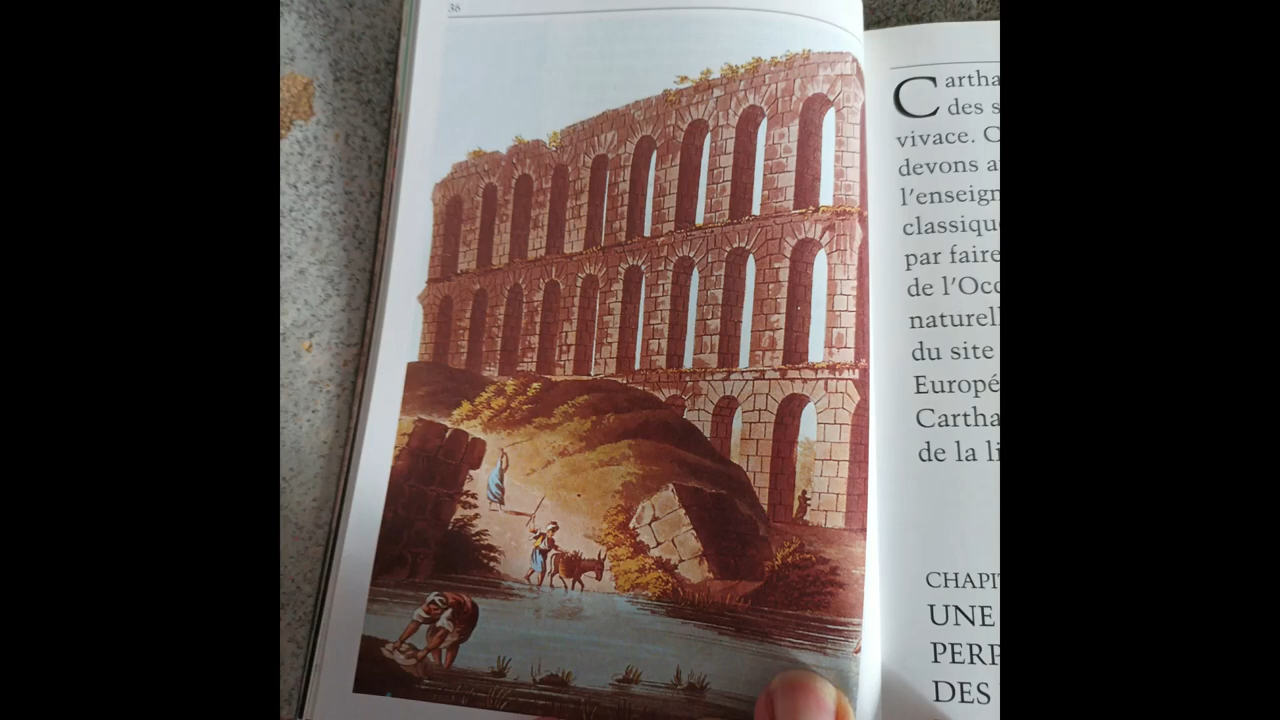 36
Cartha
des s
vivace. C
devons a
l'enseign
classiqu
par faire
de l'Occ
naturel
du site
Europé
Cartha
de la li
CHAPI
UNE
PERP
DES